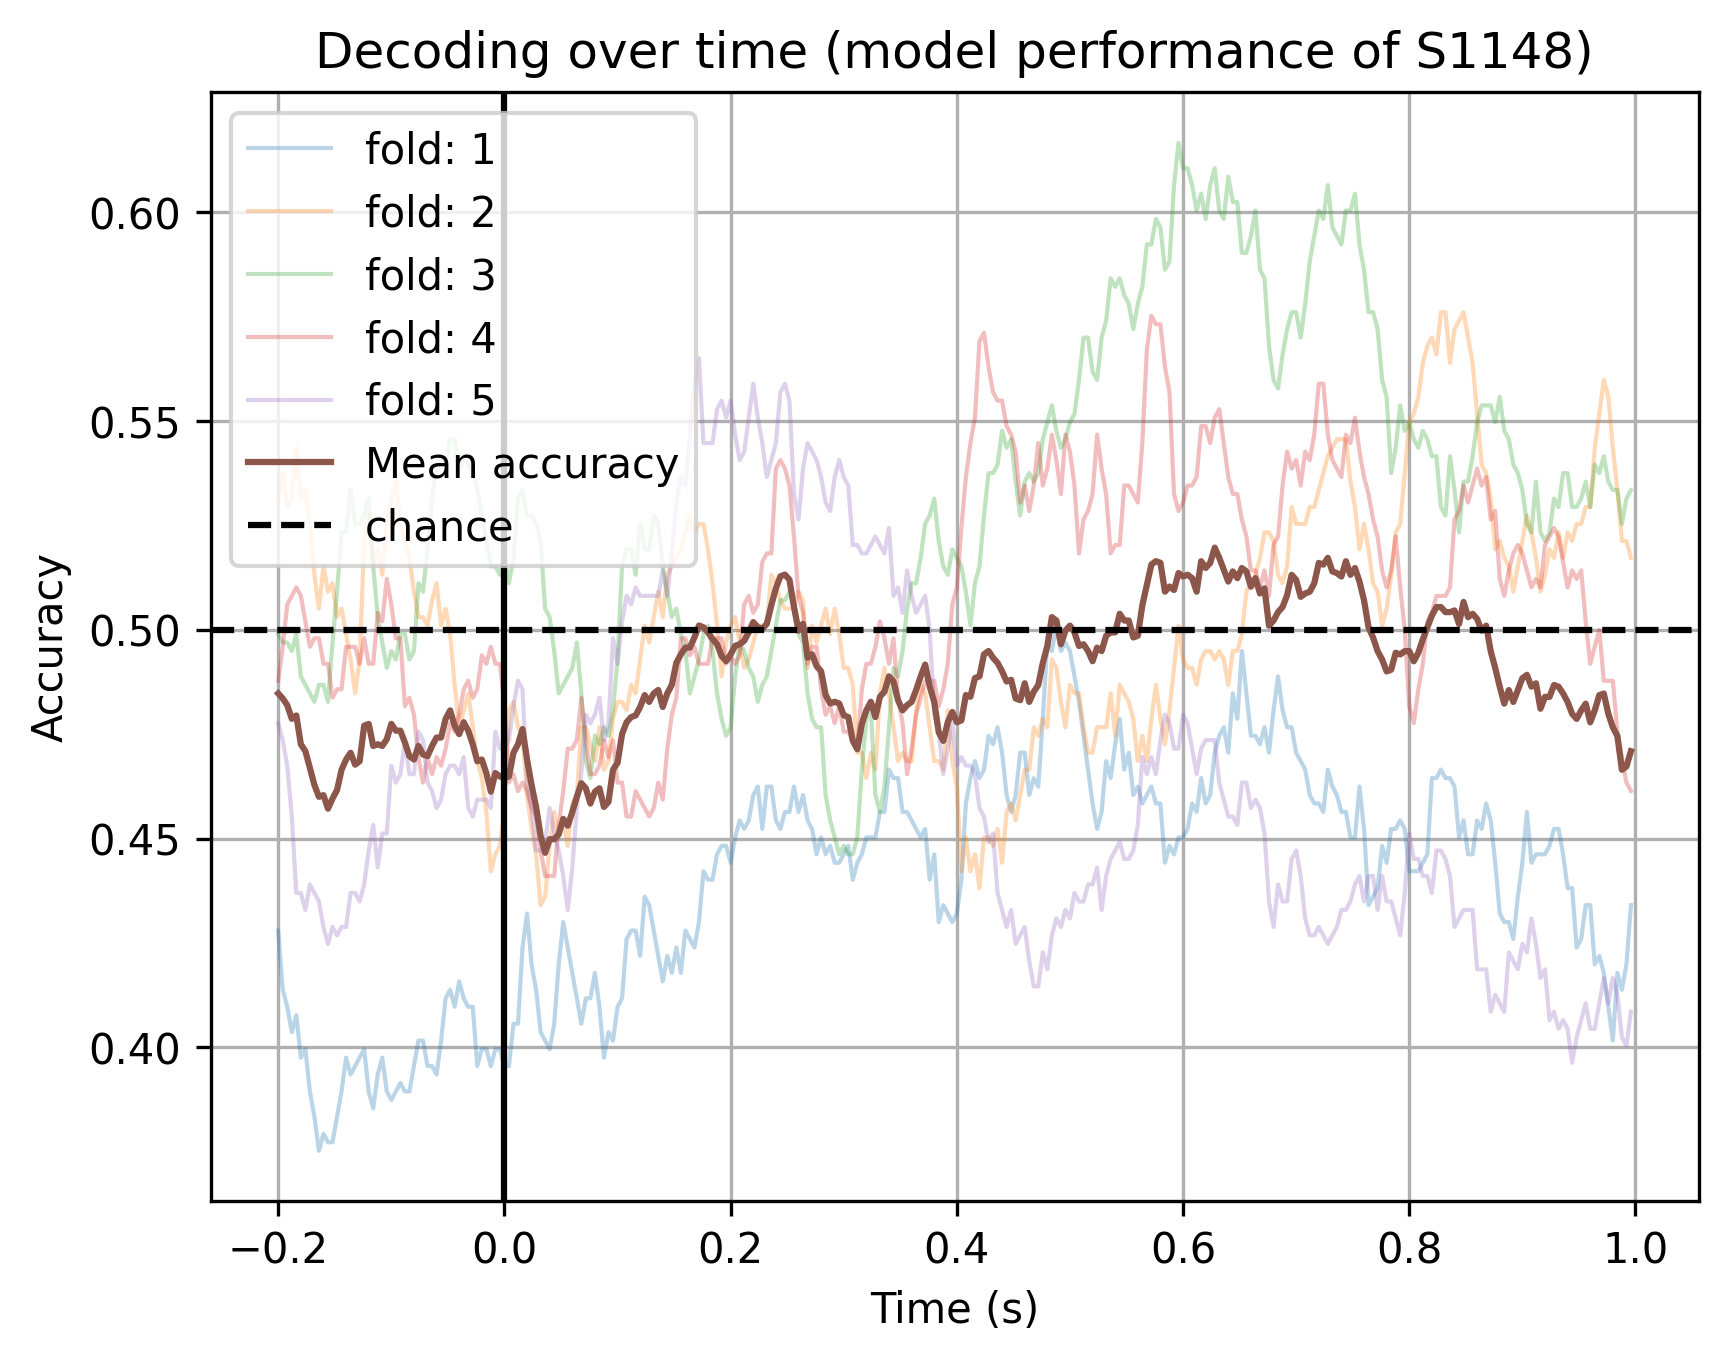 Decoding over time (model performance of S1148)
fold: 1
fold: 2
fold: 3
fold: 4
fold: 5
Mean accuracy
chance
Accuracy
0.60
0.55
0.50
0.45
0.40
−0.2
0.0
0.2
0.4
0.6
0.8
1.0
Time (s)